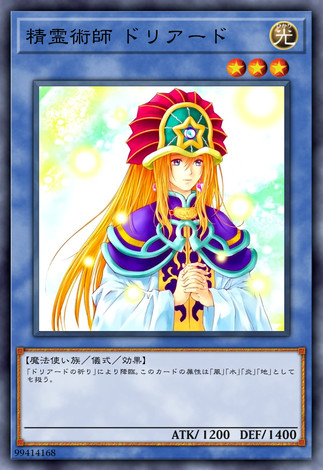 精霊術師 ドリアード
光
【魔法使い族／儀式／効果】
「ドリアードの祈り」により降臨。このカードの属性は「風」「水」「炎」「地」として
も扱う。
ATK/1200 DEF/1400
99414168